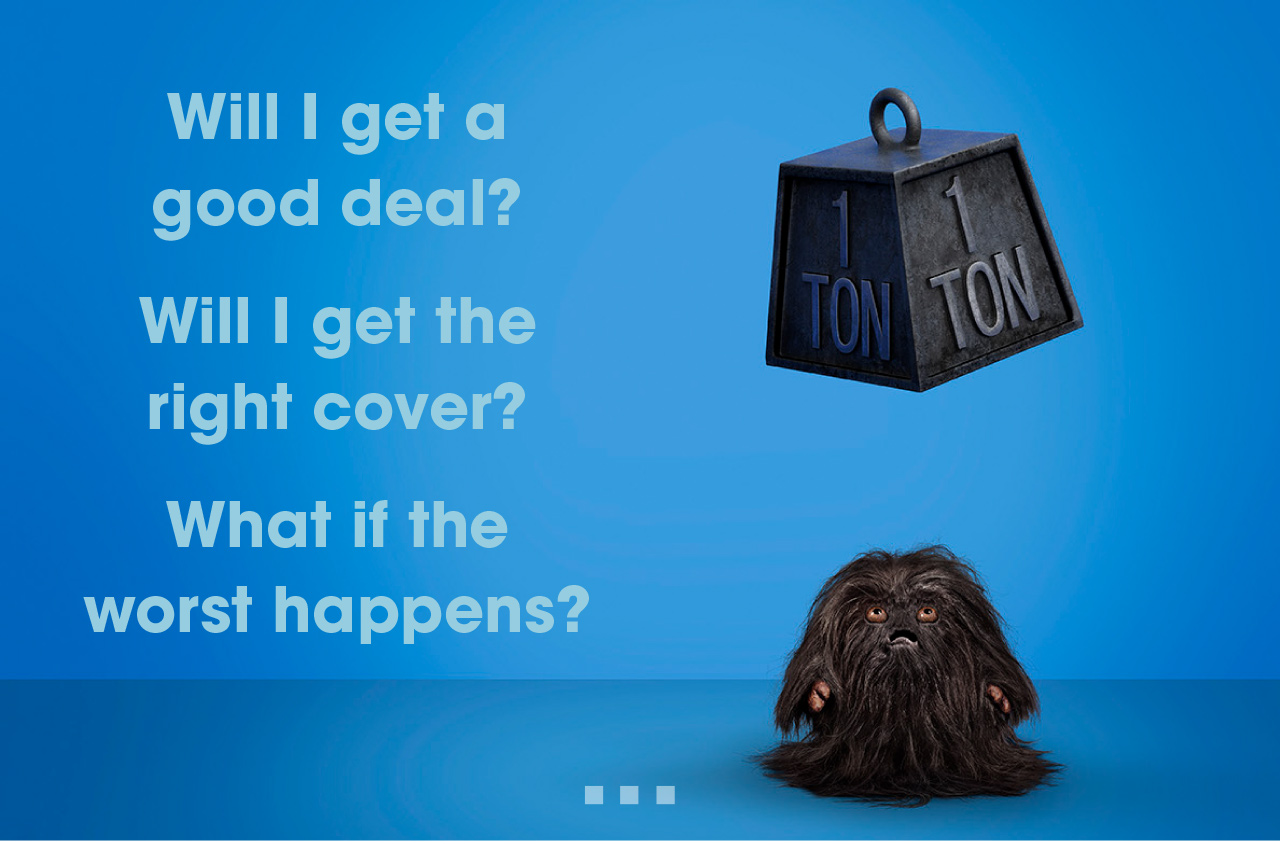 Will I get a
good deal?
Will I get the
right cover?
What if the
worst happens?
1
TON
1
TON